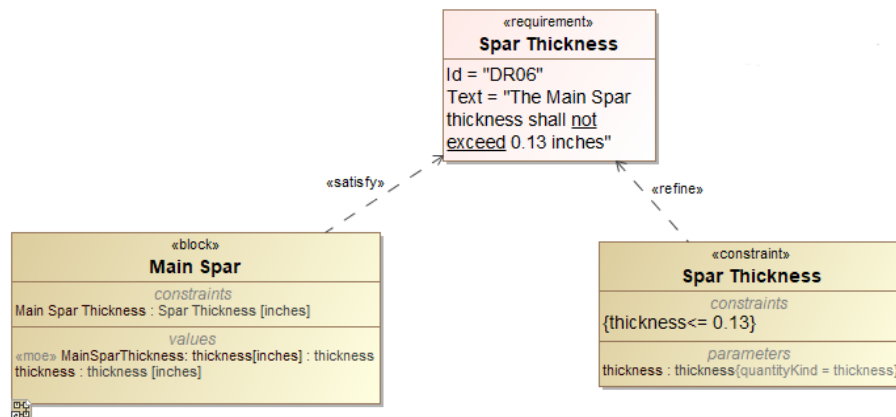 «requirement»
Spar Thickness
Id = "DR06"
Text = "The Main Spar
thickness shall not
exceed 0.13 inches"
«satisfy»
«refine»
«block»
Main Spar
constraints
Main Spar Thickness : Spar Thickness [inches]
values
«moe» MainSparThickness: thickness[inches] : thickness
thickness : thickness [inches]
«constraint»
Spar Thickness
constraints
{thickness<= 0.13}
parameters
thickness : thickness{quantityKind = thickness}